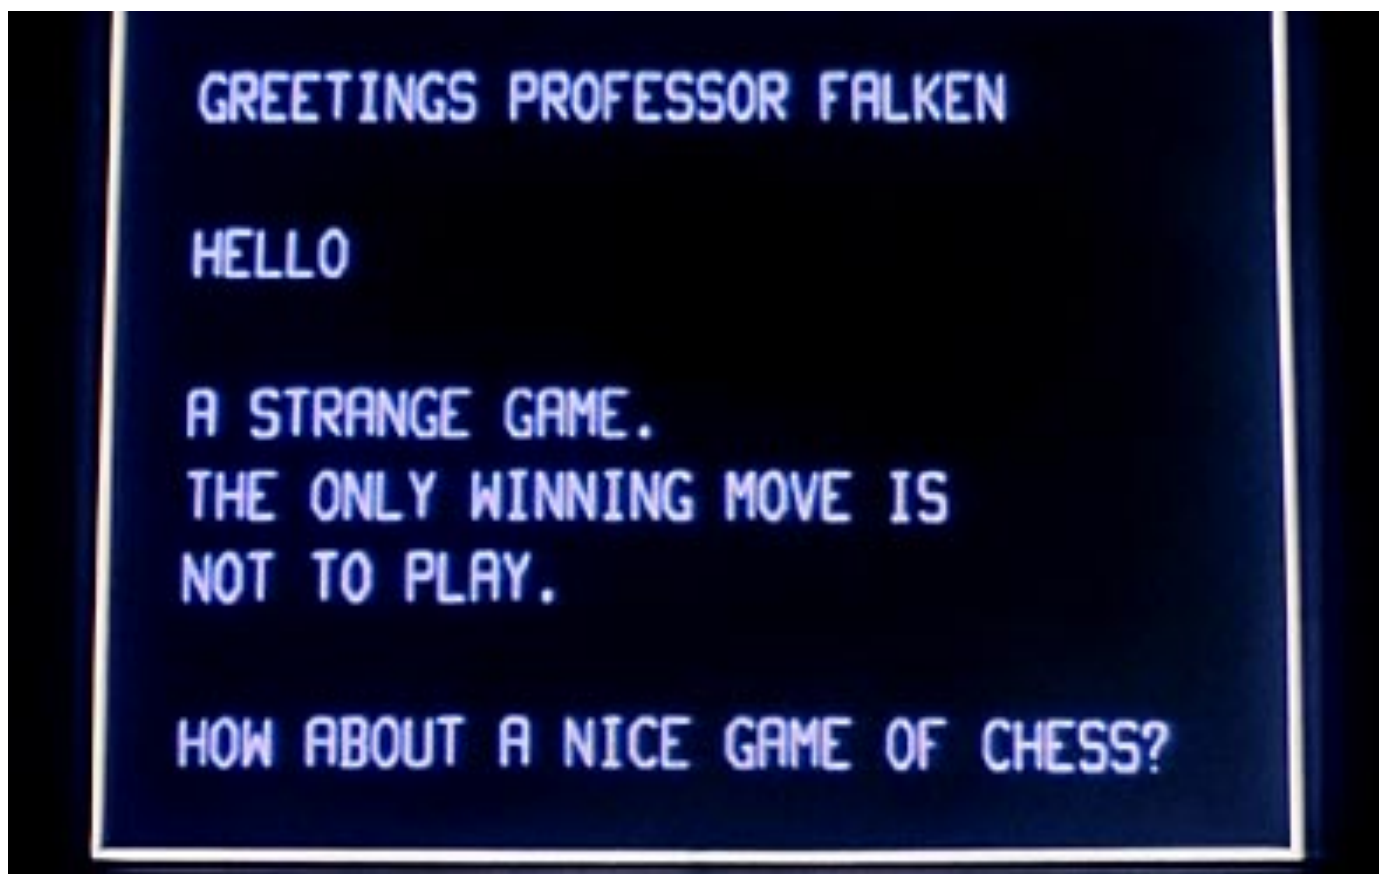 GREETINGS PROFESSOR FALKEN
HELLO
A STRANGE GAME.
THE ONLY WINNING MOVE IS
NOT TO PLAY.
HOW ABOUT A NICE GAME OF CHESS?